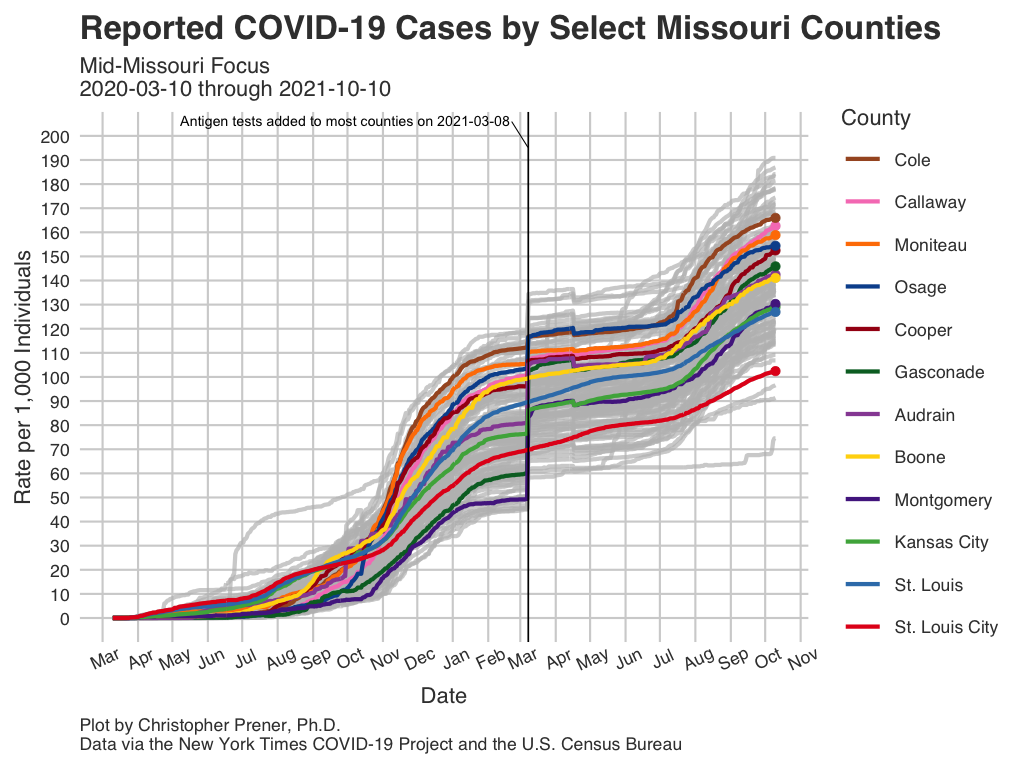 Reported COVID-19 Cases by Select Missouri Counties
Mid-Missouri Focus
2020-03-10 through 2021-10-10
Antigen tests added to most counties on 2021-03-08
Rate per 1,000 Individuals
200
190
180
170
160
150
140
130
120
110
100
90
80
70
60
50
40
30
20
10
0
Mar Apr May Jun Jul Aug Sep Oct Nov Dec Jan Feb Mar Apr May Jun Jul Aug Sep Oct Nov
Date
County
Cole
Callaway
Moniteau
Osage
Cooper
Gasconade
Audrain
Boone
Montgomery
Kansas City
St. Louis
St. Louis City
Plot by Christopher Prener, Ph.D.
Data via the New York Times COVID-19 Project and the U.S. Census Bureau